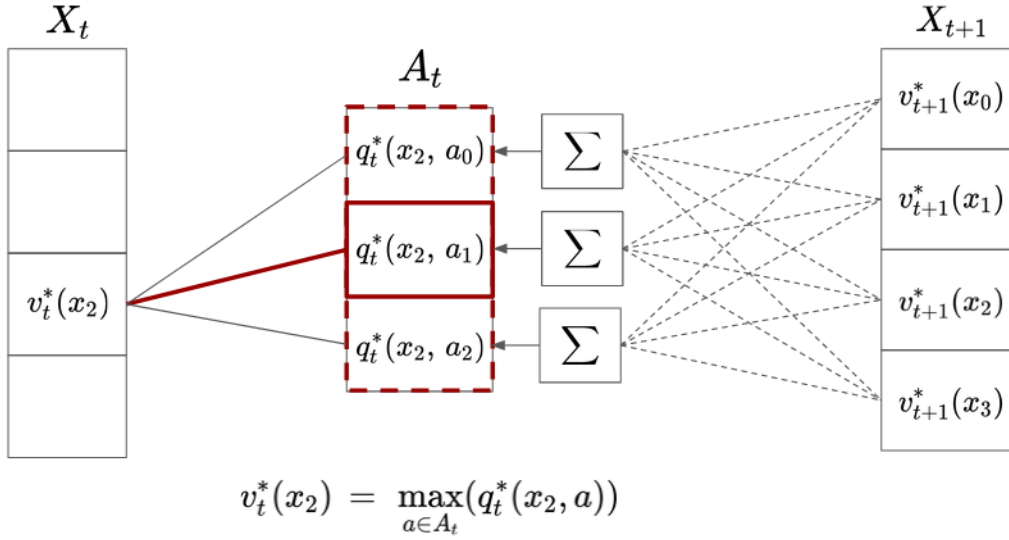 X_t
A_t
X_{t+1}
q_t^*(x_2, a_0)
∑
v_{t+1}^*(x_0)
q_t^*(x_2, a_1)
∑
v_{t+1}^*(x_1)
v_t^*(x_2)
q_t^*(x_2, a_2)
∑
v_{t+1}^*(x_2)
v_{t+1}^*(x_3)
v_t^*(x_2) = max_{a∈A_t}(q_t^*(x_2, a))